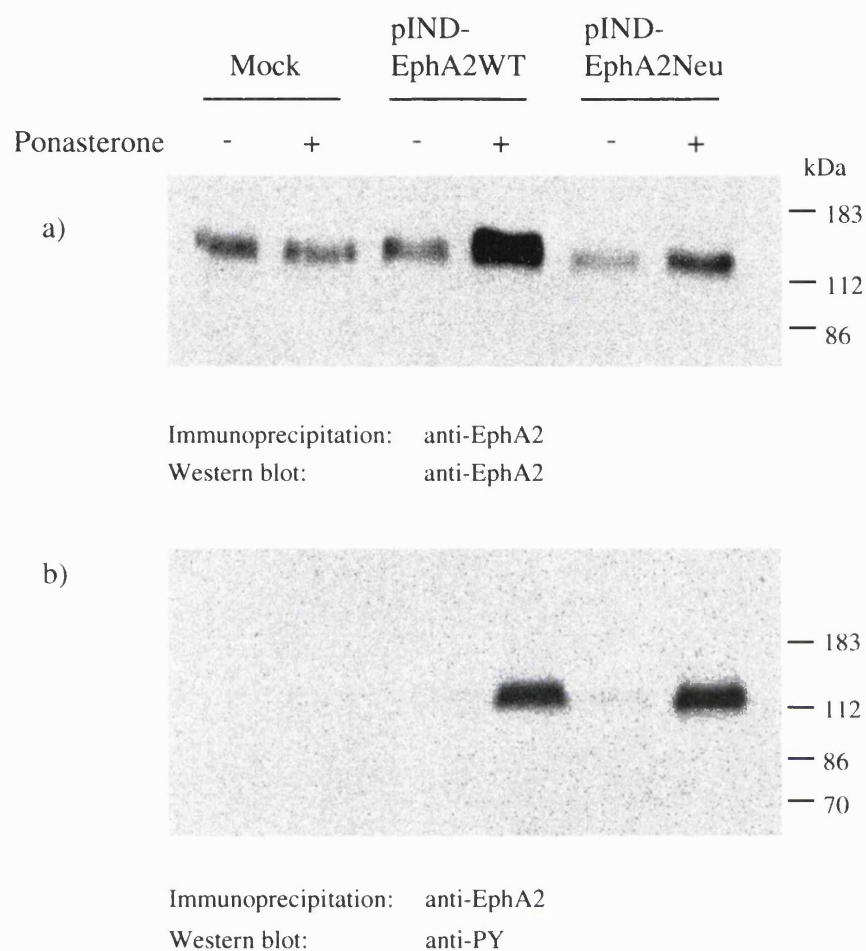 pIND- pIND-
Mock EphA2WT EphA2Neu
Ponasterone - + - + - +
kDa
a)
183
112
86
Immunoprecipitation: anti-EphA2
Western blot: anti-EphA2
b)
183
112
86
70
Immunoprecipitation: anti-EphA2
Western blot: anti-PY